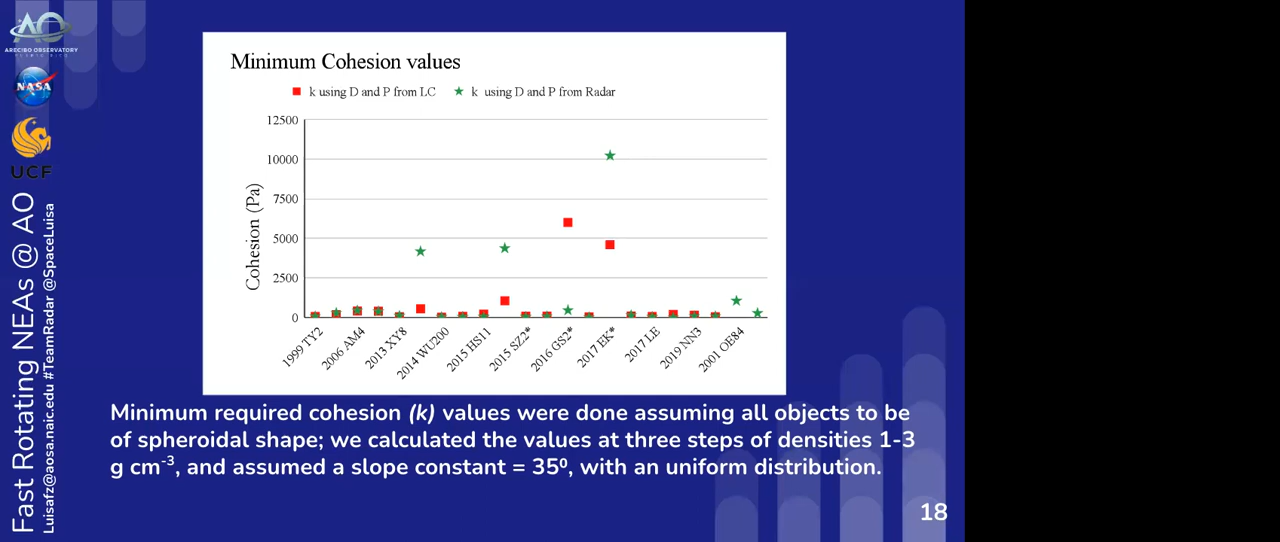 ARECIBO OBSERVATORY
NASA
UCF
Fast Rotating NEAs @ AO
Luisafz@aosa.naic.edu #TeamRadar @SpaceLuisa
Minimum Cohesion values
k using D and P from LC
k using D and P from Radar
Cohesion (Pa)
12500
10000
7500
5000
2500
0
1999 TY2
2006 AM4
2013 XY8
2014 WU200
2015 HS11
2015 SZ2*
2016 GS2*
2017 EK*
2017 LE
2019 NN3
2001 OE84
Minimum required cohesion (k) values were done assuming all objects to be
of spheroidal shape; we calculated the values at three steps of densities 1-3
g cm⁻³, and assumed a slope constant = 35⁰, with an uniform distribution.
18